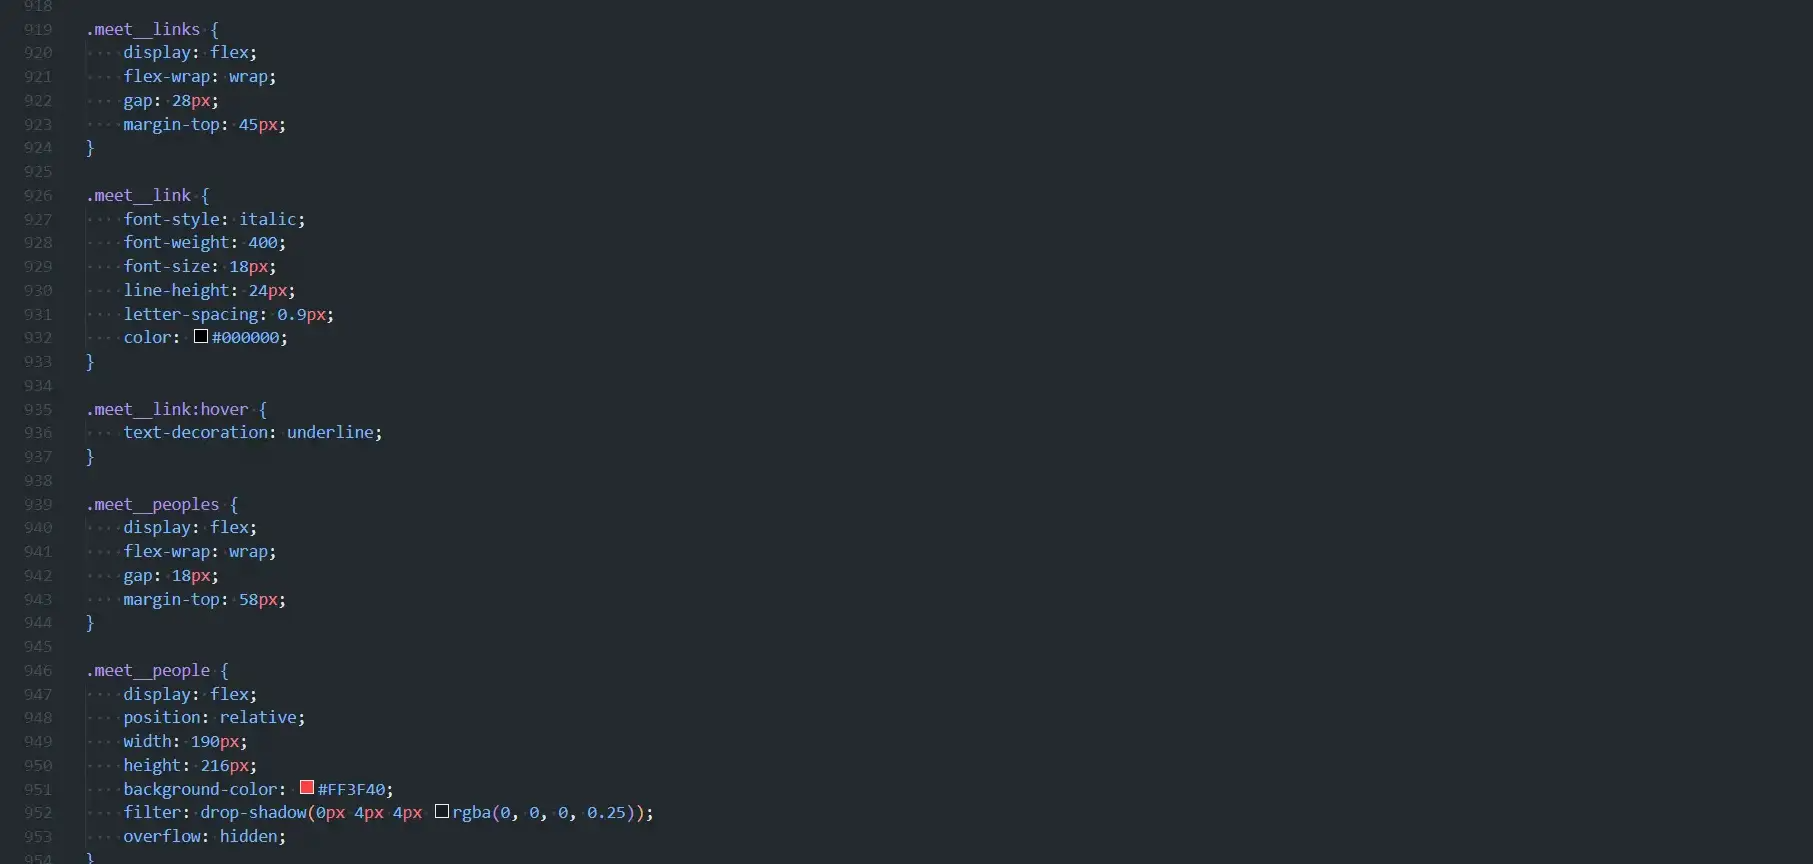 918
919 .meet__links {
920 display: flex;
921 flex-wrap: wrap;
922 gap: 28px;
923 margin-top: 45px;
924 }
925
926 .meet__link {
927 font-style: italic;
928 font-weight: 400;
929 font-size: 18px;
930 line-height: 24px;
931 letter-spacing: 0.9px;
932 color: #000000;
933 }
934
935 .meet__link:hover {
936 text-decoration: underline;
937 }
938
939 .meet__peoples {
940 display: flex;
941 flex-wrap: wrap;
942 gap: 18px;
943 margin-top: 58px;
944 }
945
946 .meet__people {
947 display: flex;
948 position: relative;
949 width: 190px;
950 height: 216px;
951 background-color: #FF3F40;
952 filter: drop-shadow(0px 4px 4px rgba(0, 0, 0, 0.25));
953 overflow: hidden;
954 }